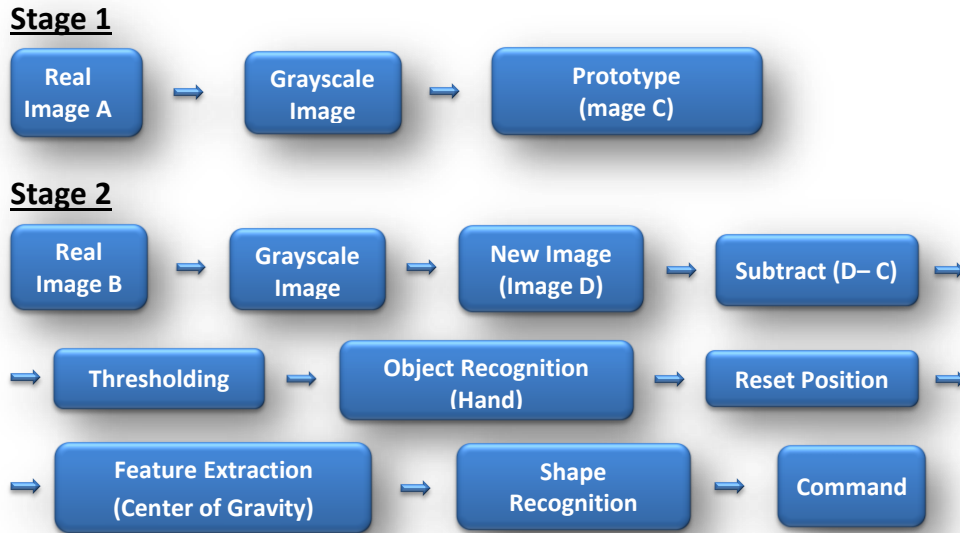 Stage 1
Real
Image A
Grayscale
Image
Prototype
(mage C)
Stage 2
Real
Image B
Grayscale
Image
New Image
(Image D)
Subtract (D– C)
Thresholding
Object Recognition
(Hand)
Reset Position
Feature Extraction
(Center of Gravity)
Shape
Recognition
Command